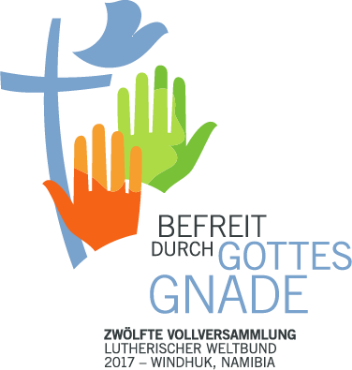 BEFREIT
DURCH GOTTES
GNADE
ZWÖLFTE VOLLVERSAMMLUNG
LUTHERISCHER WELTBUND
2017 – WINDHUK, NAMIBIA